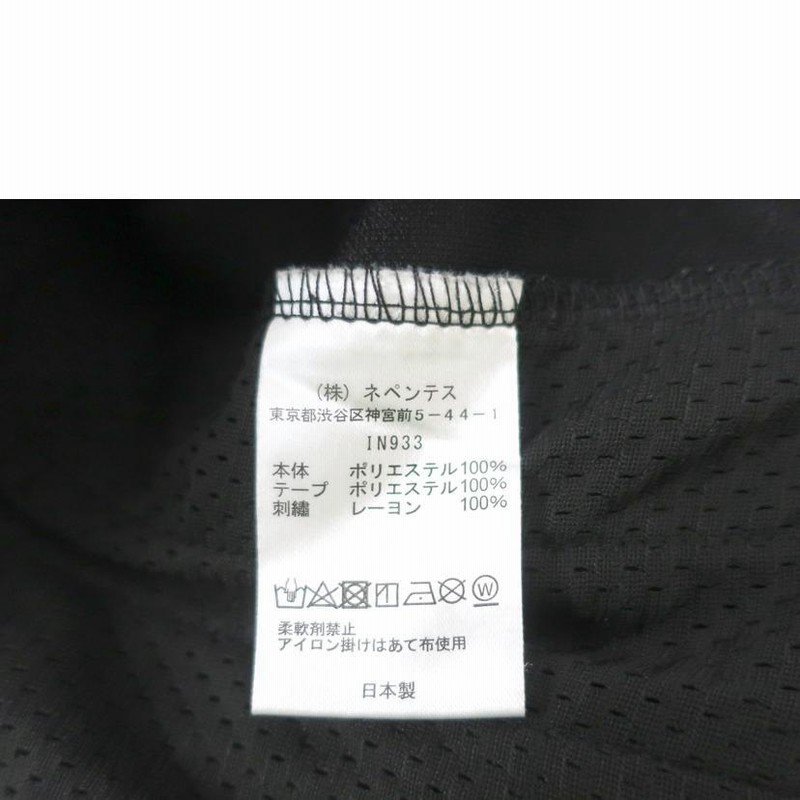 (株) ネペンテス
東京都渋谷区神宮前5-44-1
IN933
本体 ポリエステル100%
テープ ポリエステル100%
刺繡 レーヨン 100%
W
柔軟剤禁止
アイロン掛けはあて布使用
日本製